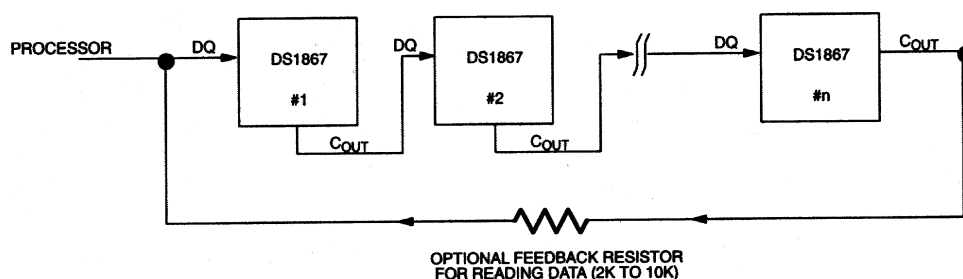 PROCESSOR
DQ
DS1867
#1
COUT
DQ
DS1867
#2
COUT
DQ
DS1867
#n
COUT
OPTIONAL FEEDBACK RESISTOR
FOR READING DATA (2K TO 10K)